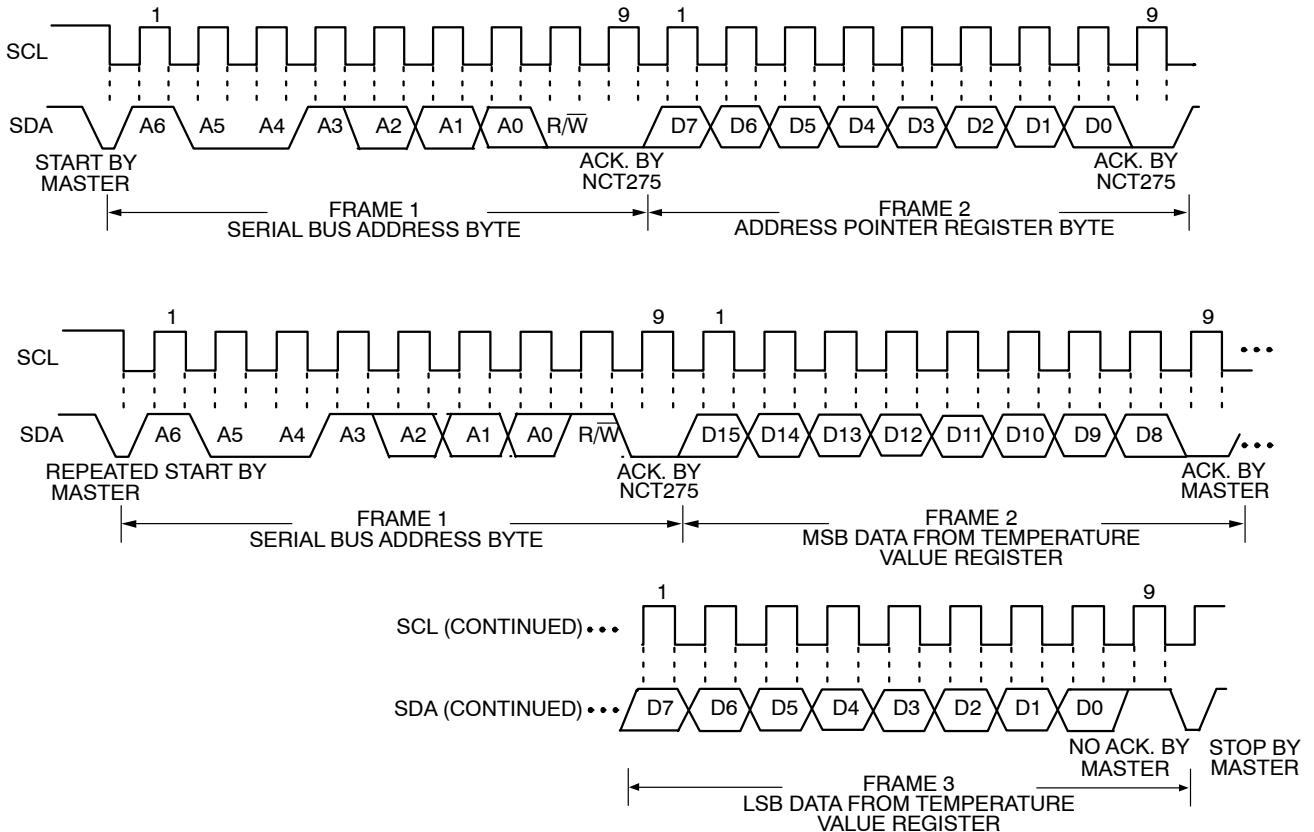 1 9 1 9
SCL
SDA A6 A5 A4 A3 A2 A1 A0 R/W̅ D7 D6 D5 D4 D3 D2 D1 D0
START BY
MASTER
ACK. BY
NCT275
ACK. BY
NCT275
FRAME 1
SERIAL BUS ADDRESS BYTE
FRAME 2
ADDRESS POINTER REGISTER BYTE
1 9 1 9
SCL
SDA A6 A5 A4 A3 A2 A1 A0 R/W̅ D15 D14 D13 D12 D11 D10 D9 D8
REPEATED START BY
MASTER
ACK. BY
NCT275
ACK. BY
MASTER
FRAME 1
SERIAL BUS ADDRESS BYTE
FRAME 2
MSB DATA FROM TEMPERATURE
VALUE REGISTER
1 9
SCL (CONTINUED)
SDA (CONTINUED) D7 D6 D5 D4 D3 D2 D1 D0
NO ACK. BY
MASTER
STOP BY
MASTER
FRAME 3
LSB DATA FROM TEMPERATURE
VALUE REGISTER